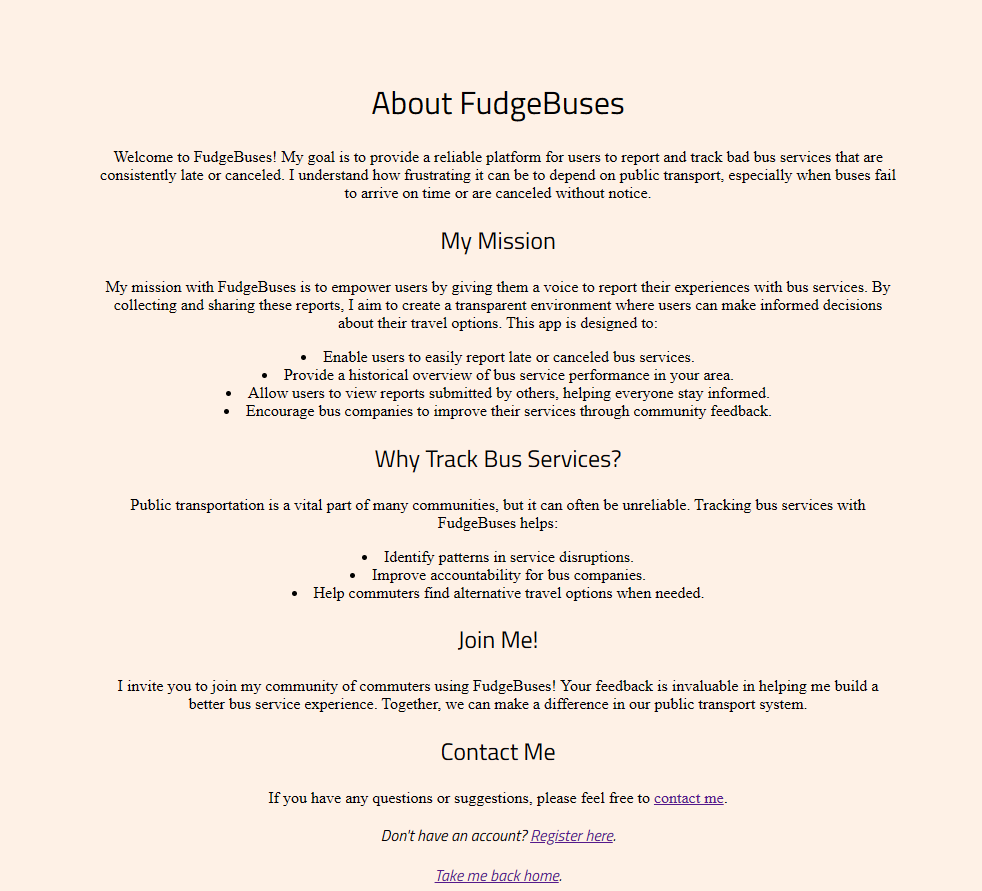 About FudgeBuses
Welcome to FudgeBuses! My goal is to provide a reliable platform for users to report and track bad bus services that are
consistently late or canceled. I understand how frustrating it can be to depend on public transport, especially when buses fail
to arrive on time or are canceled without notice.
My Mission
My mission with FudgeBuses is to empower users by giving them a voice to report their experiences with bus services. By
collecting and sharing these reports, I aim to create a transparent environment where users can make informed decisions
about their travel options. This app is designed to:
• Enable users to easily report late or canceled bus services.
• Provide a historical overview of bus service performance in your area.
• Allow users to view reports submitted by others, helping everyone stay informed.
• Encourage bus companies to improve their services through community feedback.
Why Track Bus Services?
Public transportation is a vital part of many communities, but it can often be unreliable. Tracking bus services with
FudgeBuses helps:
• Identify patterns in service disruptions.
• Improve accountability for bus companies.
• Help commuters find alternative travel options when needed.
Join Me!
I invite you to join my community of commuters using FudgeBuses! Your feedback is invaluable in helping me build a
better bus service experience. Together, we can make a difference in our public transport system.
Contact Me
If you have any questions or suggestions, please feel free to contact me.
Don't have an account? Register here.
Take me back home.